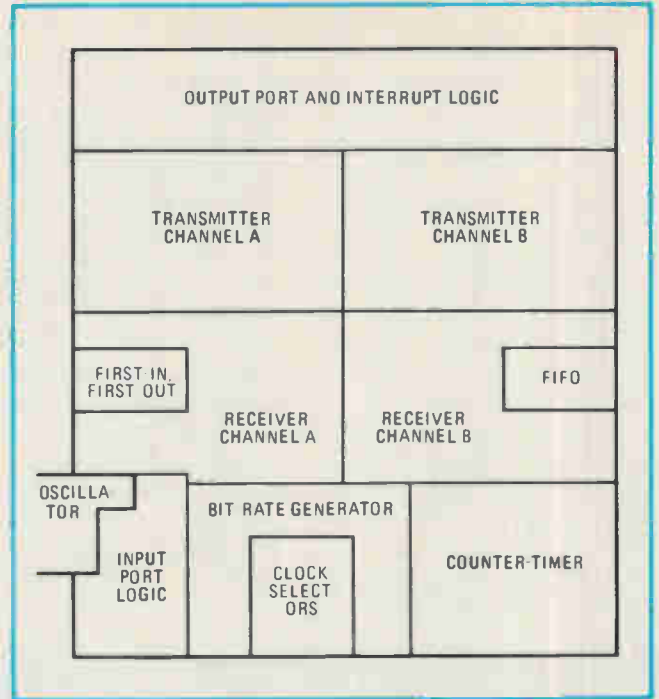 OUTPUT PORT AND INTERRUPT LOGIC
TRANSMITTER
CHANNEL A
TRANSMITTER
CHANNEL B
FIRST-IN,
FIRST OUT
FIFO
RECEIVER
CHANNEL A
RECEIVER
CHANNEL B
OSCILLA
TOR
BIT RATE GENERATOR
INPUT
PORT
LOGIC
CLOCK
SELECT
ORS
COUNTER-TIMER